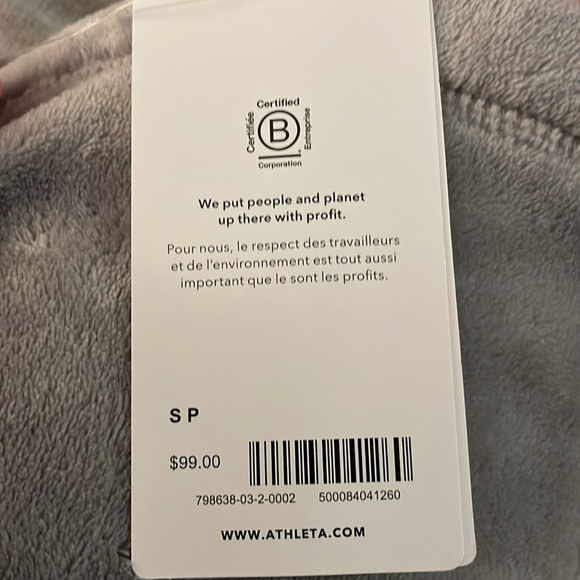 Certified
Certifiée
B
Entreprise
Corporation
We put people and planet
up there with profit.
Pour nous, le respect des travailleurs
et de l'environnement est tout aussi
important que le sont les profits.
S P
$99.00
798638-03-2-0002 500084041260
WWW.ATHLETA.COM